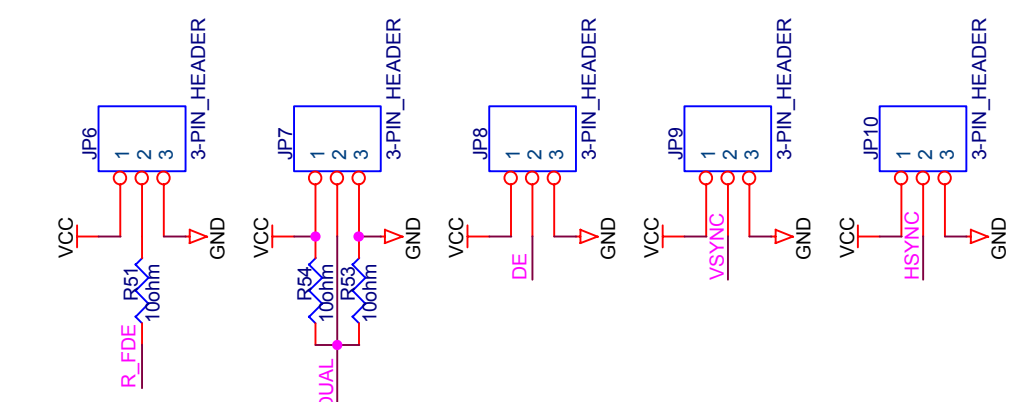 JP6
1
2
3
3-PIN_HEADER
VCC
GND
R51
10ohm
R_FDE
JP7
1
2
3
3-PIN_HEADER
VCC
GND
R54
10ohm
R53
10ohm
DUAL
JP8
1
2
3
3-PIN_HEADER
VCC
GND
DE
JP9
1
2
3
3-PIN_HEADER
VCC
GND
VSYNC
JP10
1
2
3
3-PIN_HEADER
VCC
GND
HSYNC